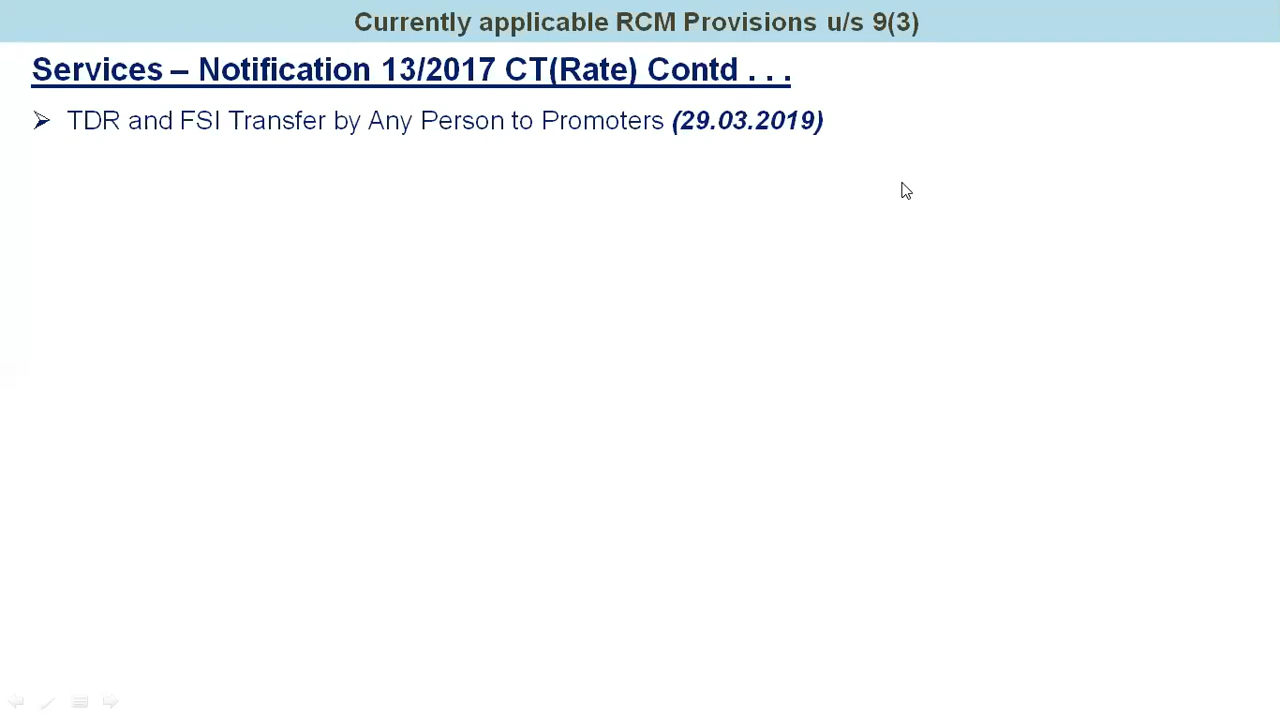 Currently applicable RCM Provisions u/s 9(3)
Services – Notification 13/2017 CT(Rate) Contd . . .
➢ TDR and FSI Transfer by Any Person to Promoters (29.03.2019)